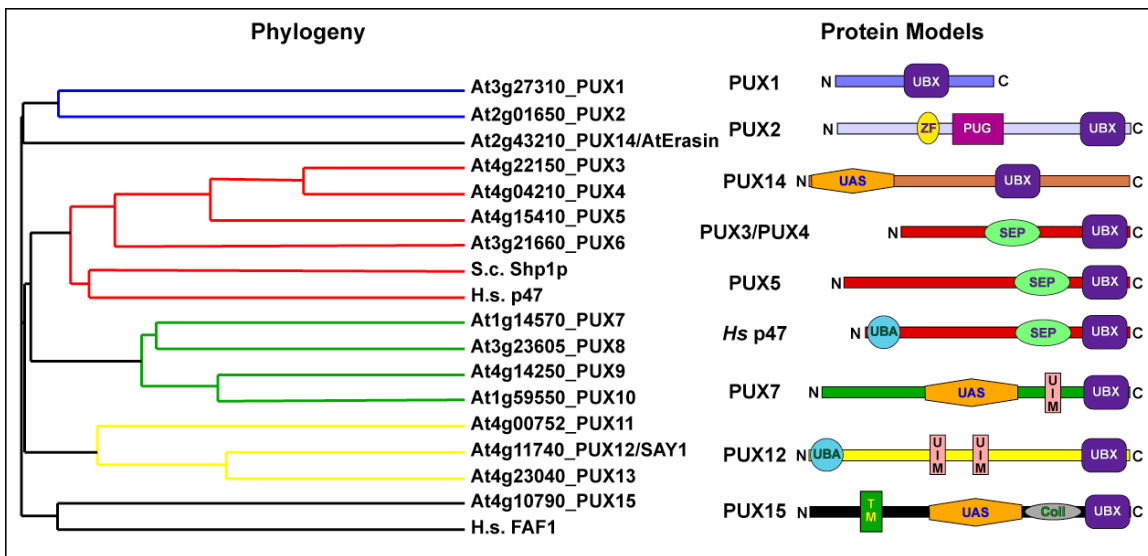 Phylogeny
At3g27310_PUX1
At2g01650_PUX2
At2g43210_PUX14/AtErasin
At4g22150_PUX3
At4g04210_PUX4
At4g15410_PUX5
At3g21660_PUX6
S.c. Shp1p
H.s. p47
At1g14570_PUX7
At3g23605_PUX8
At4g14250_PUX9
At1g59550_PUX10
At4g00752_PUX11
At4g11740_PUX12/SAY1
At4g23040_PUX13
At4g10790_PUX15
H.s. FAF1
Protein Models
PUX1 N UBX C
PUX2 N ZF PUG UBX C
PUX14 N UAS UBX C
PUX3/PUX4 N SEP UBX C
PUX5 N SEP UBX C
Hs p47 N UBA SEP UBX C
PUX7 N UAS UIM UBX C
PUX12 N UBA UIM UIM UBX C
PUX15 N TM UAS Coil UBX C